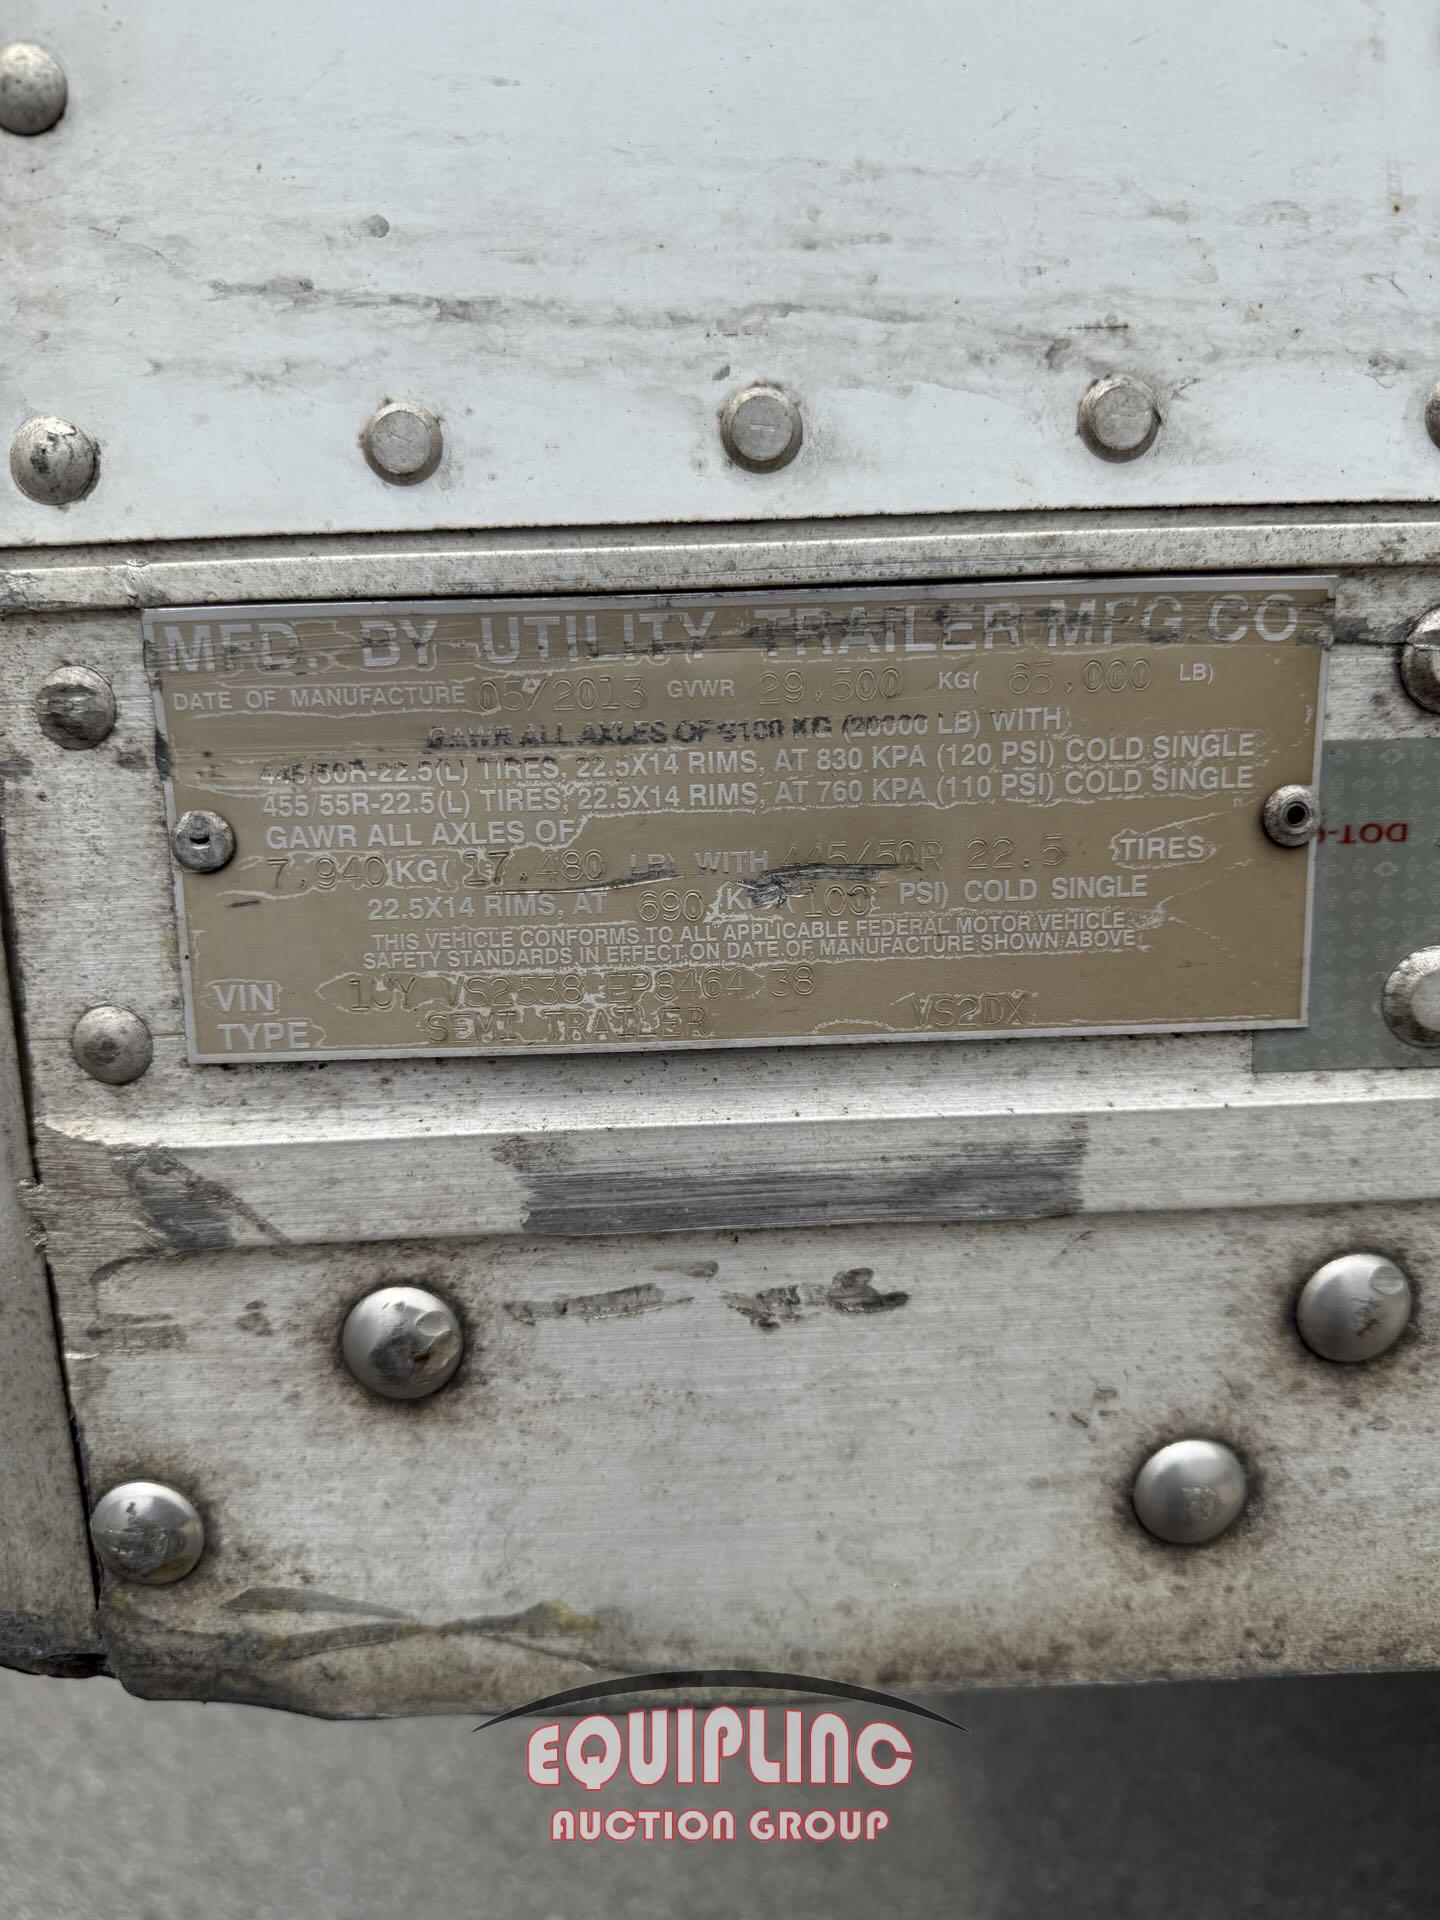 MFD. BY UTILITY TRAILER MFG CO
DATE OF MANUFACTURE 05/2013 GVWR 29,500 KG( 65,000 LB)
GAWR ALL AXLES OF 9100 KG (20000 LB) WITH
445/50R-22.5(L) TIRES, 22.5X14 RIMS, AT 830 KPA (120 PSI) COLD SINGLE
455/55R-22.5(L) TIRES, 22.5X14 RIMS, AT 760 KPA (110 PSI) COLD SINGLE
GAWR ALL AXLES OF
7,940 KG( 17,480 LB) WITH 445/50R 22.5 TIRES
22.5X14 RIMS, AT 690 KPA ( 100 PSI) COLD SINGLE
THIS VEHICLE CONFORMS TO ALL APPLICABLE FEDERAL MOTOR VEHICLE
SAFETY STANDARDS IN EFFECT ON DATE OF MANUFACTURE SHOWN ABOVE
VIN 1UY VS2538 EP8464 38
TYPE SEMI TRAILER VS2DX
EQUIPLINC
AUCTION GROUP